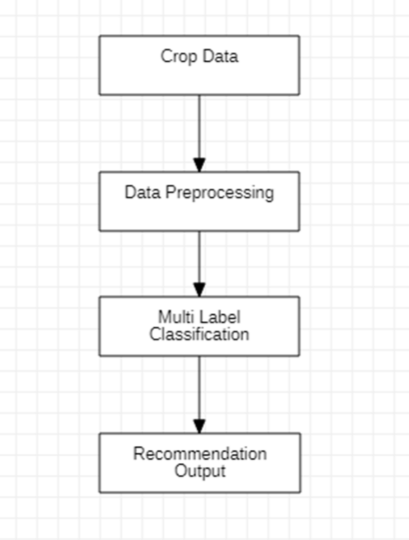 Crop Data
Data Preprocessing
Multi Label
Classification
Recommendation
Output